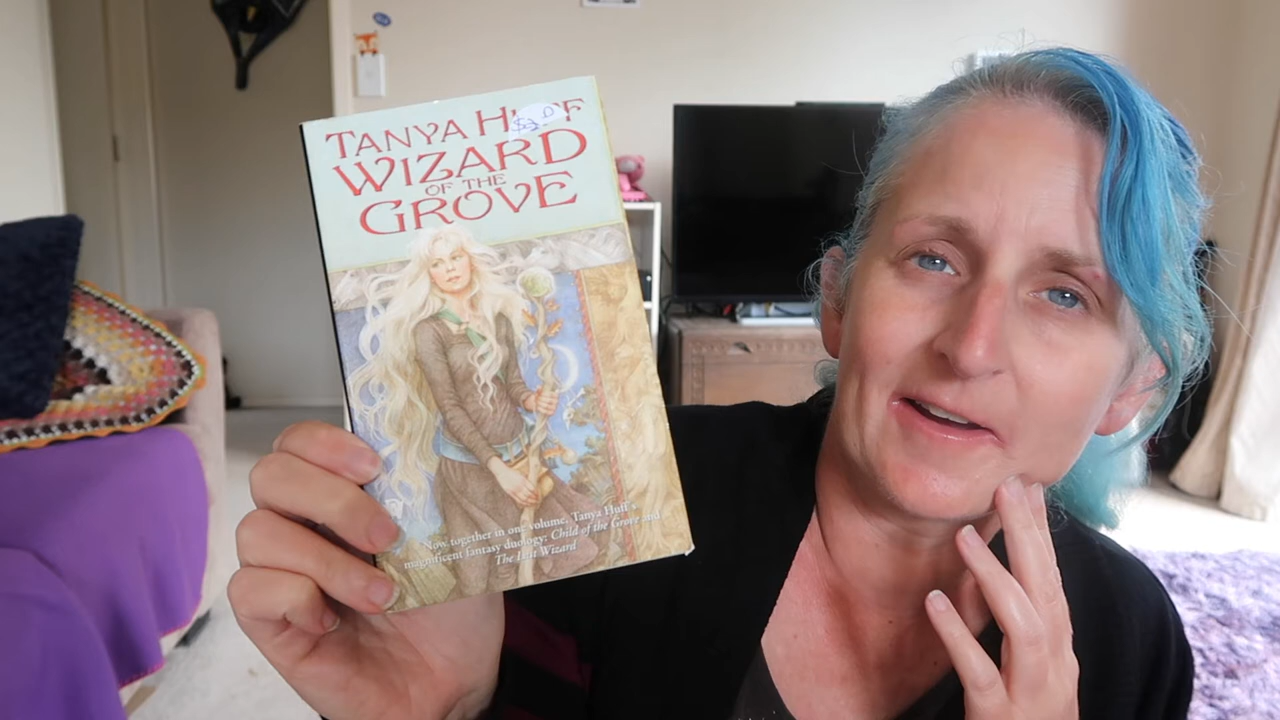 TANYA HUFF
WIZARD
OF THE
GROVE
Now together in one volume, Tanya Huff's
magnificent fantasy duology: Child of the Grove and
The Last Wizard